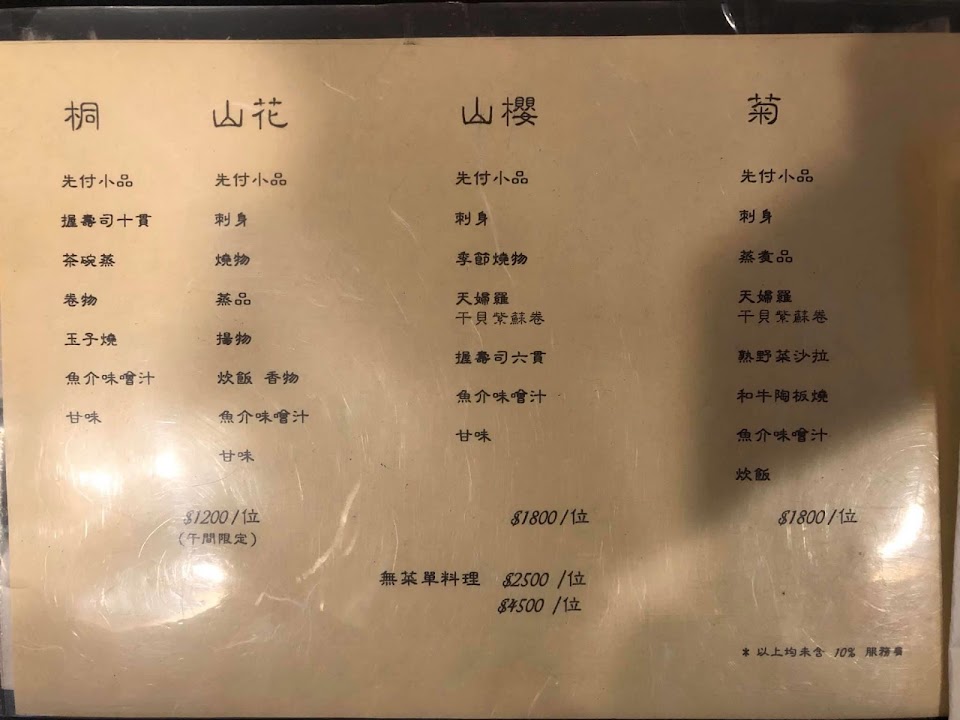 桐
先付小品
握壽司十貫
茶碗蒸
卷物
玉子燒
魚介味噌汁
甘味
山花
先付小品
刺身
燒物
蒸品
揚物
炊飯 香物
魚介味噌汁
甘味
$1200/位
(午間限定)
山櫻
先付小品
刺身
季節燒物
天婦羅
干貝紫蘇卷
握壽司六貫
魚介味噌汁
甘味
$1800/位
菊
先付小品
刺身
蒸煮品
天婦羅
干貝紫蘇卷
熟野菜沙拉
和牛陶板燒
魚介味噌汁
炊飯
$1800/位
無菜單料理 $2500 /位
$4500 /位
* 以上均未含 10% 服務費